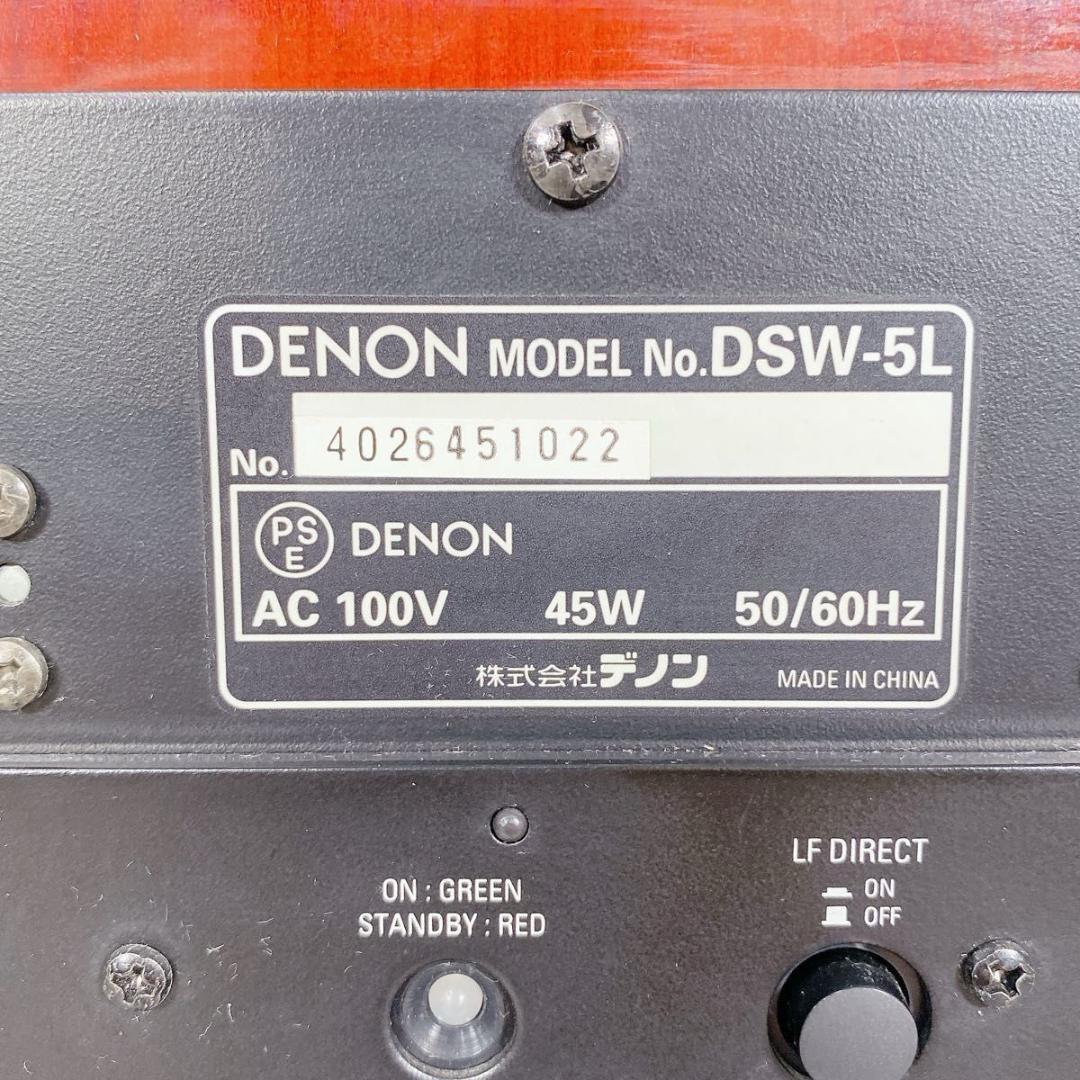 DENON MODEL No.DSW-5L
No. 4026451022
PSE DENON
AC 100V 45W 50/60Hz
株式会社デノン MADE IN CHINA
ON : GREEN
STANDBY : RED
LF DIRECT
ON
OFF